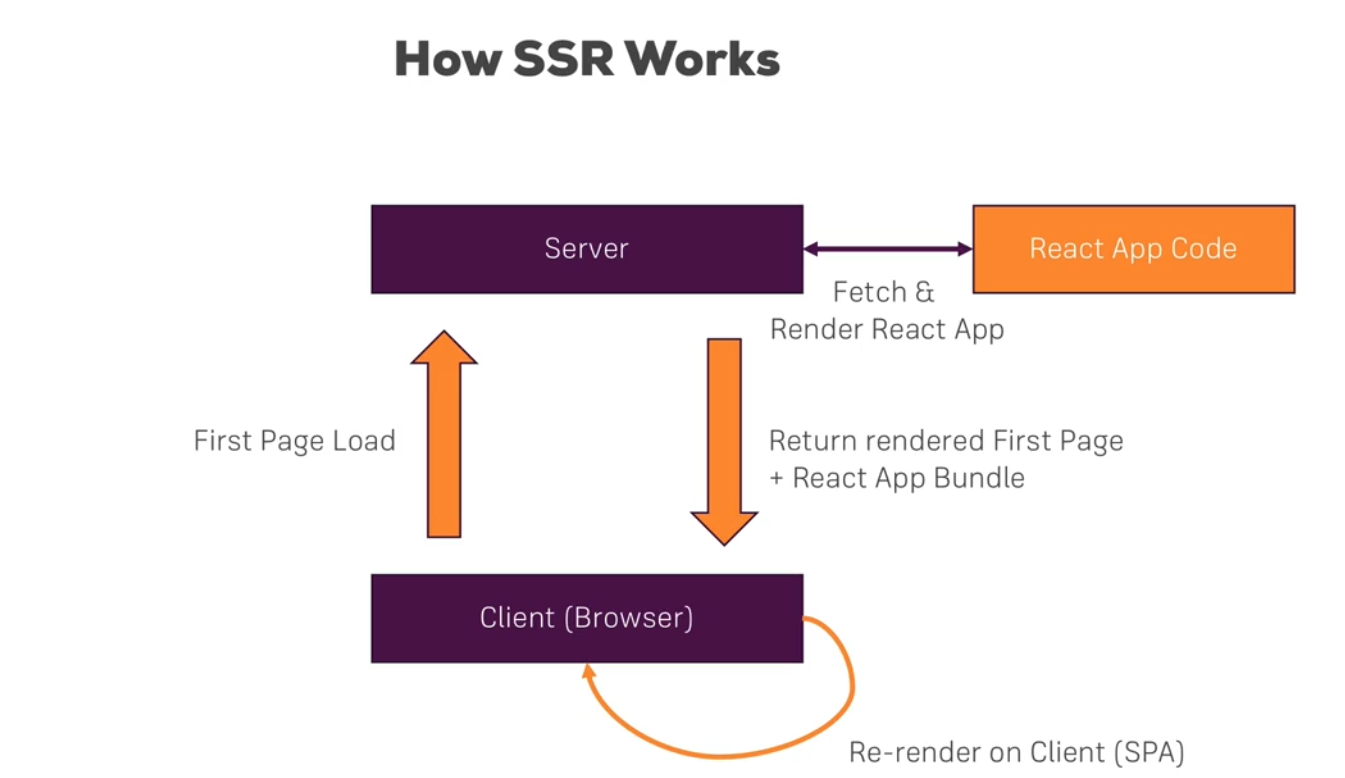 How SSR Works
Server
React App Code
Fetch &
Render React App
First Page Load
Return rendered First Page
+ React App Bundle
Client (Browser)
Re-render on Client (SPA)